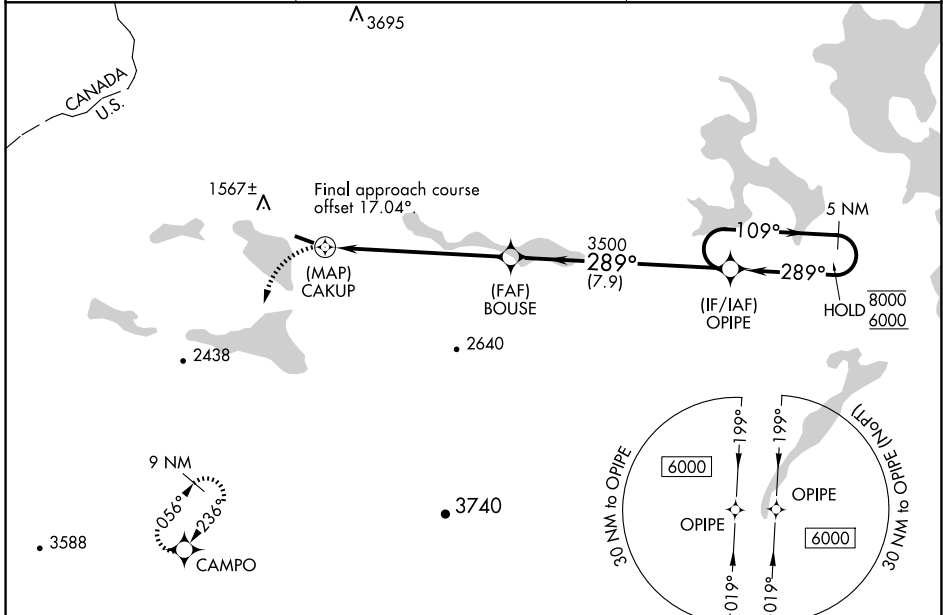 3695
CANADA
U.S.
1567±
Final approach course
offset 17.04°.
(MAP)
CAKUP
(FAF)
BOUSE
3500
289°
(7.9)
109°
5 NM
289°
(IF/IAF)
OPIPE
HOLD
8000
6000
2438
2640
9 NM
056°
236°
CAMPO
3588
3740
30 NM to OPIPE
6000
199°
199°
OPIPE
OPIPE
6000
019°
019°
30 NM to OPIPE (NoPT)